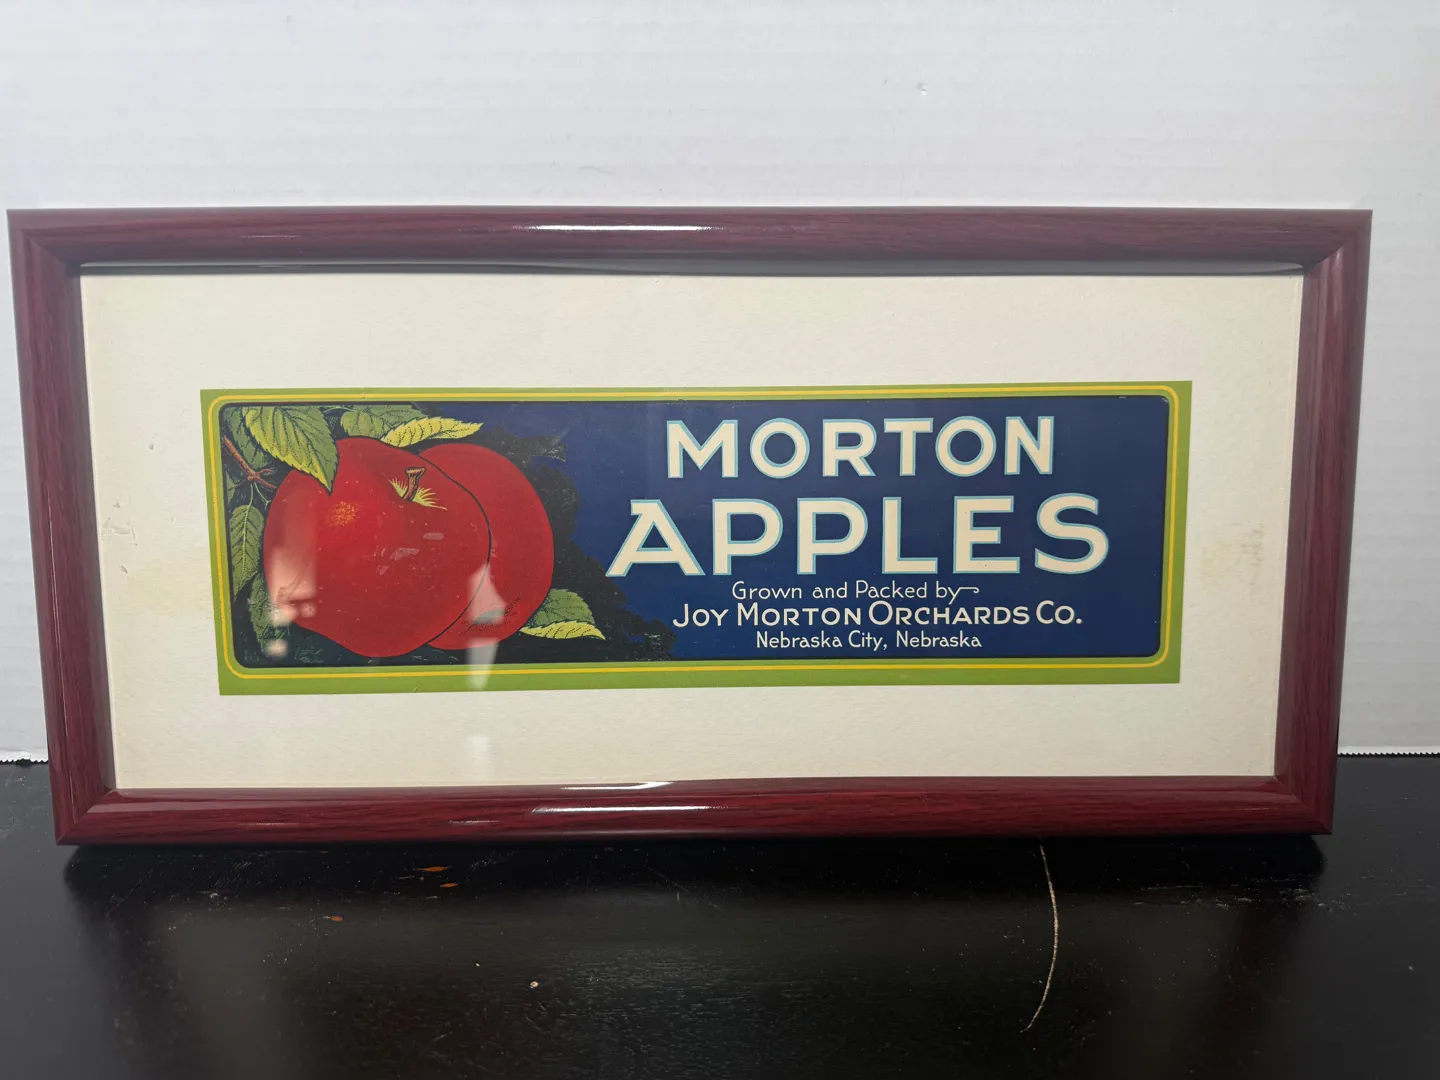 MORTON
APPLES
Grown and Packed by
JOY MORTON ORCHARDS CO.
Nebraska City, Nebraska